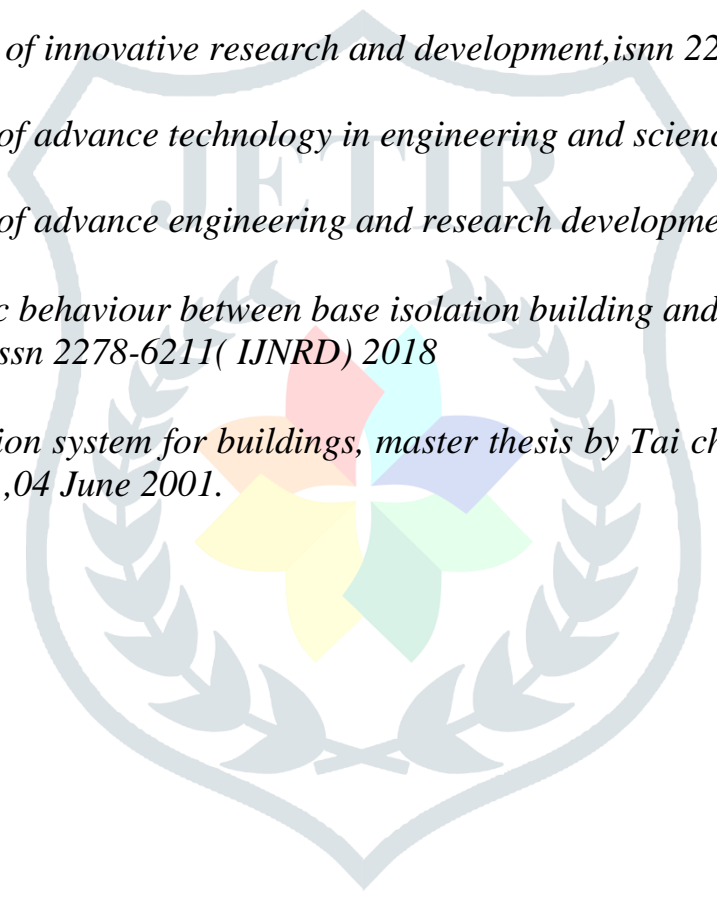 of innovative research and development,isnn 22
of advance technology in engineering and scienc
JETIR
of advance engineering and research developme
c behaviour between base isolation building and
ssn 2278-6211( IJNRD) 2018
ion system for buildings, master thesis by Tai ch
,04 June 2001.